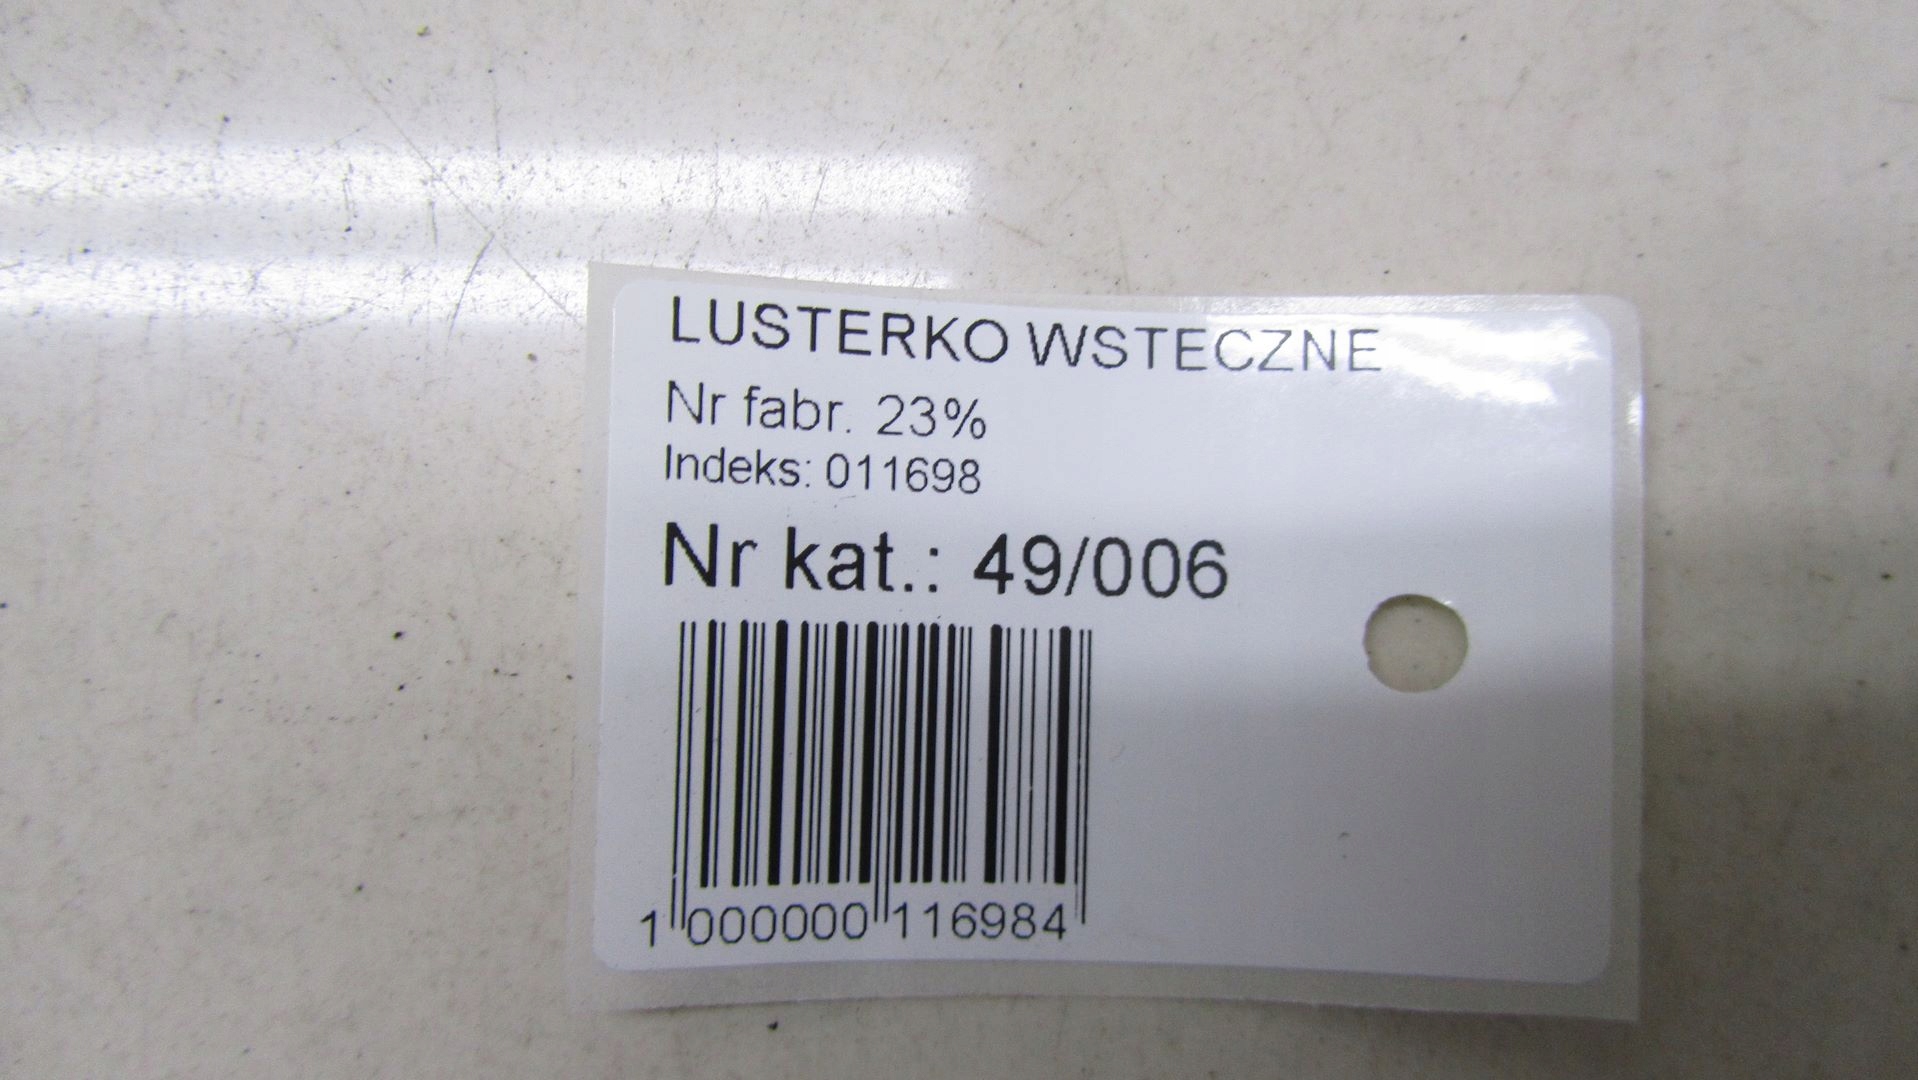 LUSTERKO WSTECZNE
Nr fabr. 23%
Indeks: 011698
Nr kat.: 49/006
1 000000 116984